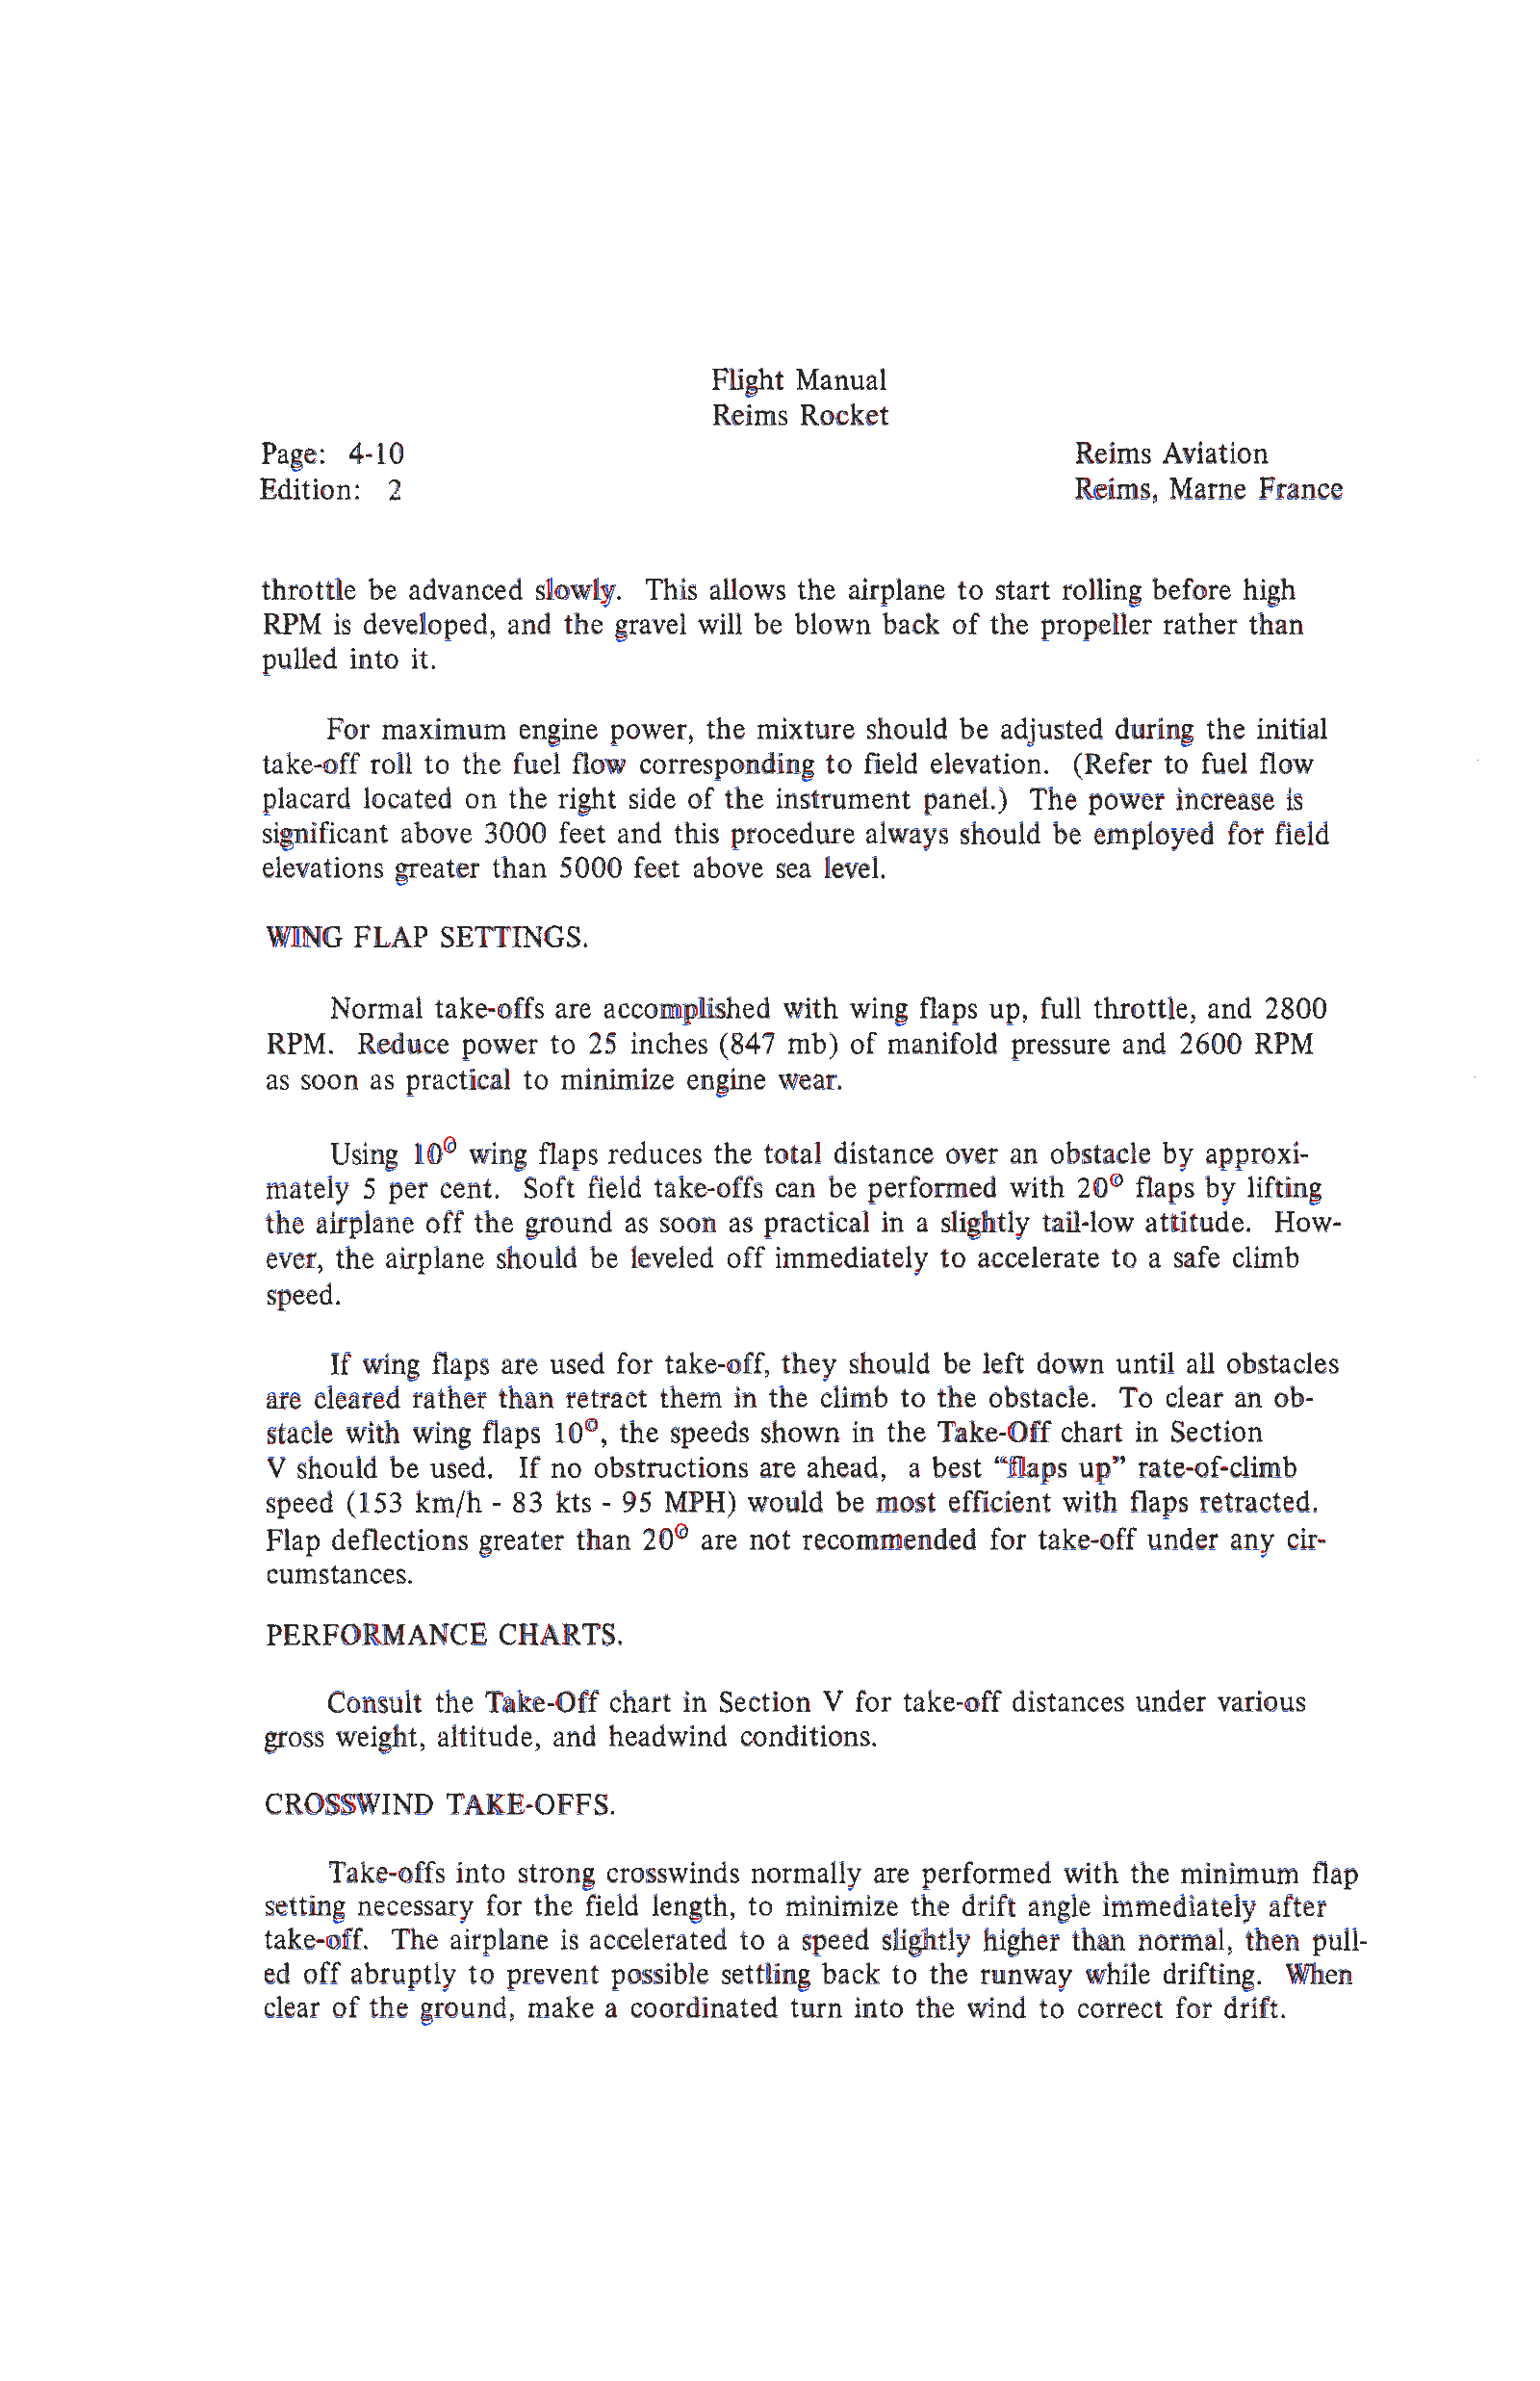 Flight Manual
Reims Rocket
Page: 4-10 Reims Aviation
Edition: 2 Reims, Marne France
throttle be advanced slowly. This allows the airplane to start rolling before high
RPM is developed, and the gravel will be blown back of the propeller rather than
pulled into it.
For maximum engine power, the mixture should be adjusted during the initial
take-off roll to the fuel flow corresponding to field elevation. (Refer to fuel flow
placard located on the right side of the instrument panel.) The power increase is
significant above 3000 feet and this procedure always should be employed for field
elevations greater than 5000 feet above sea level.
WING FLAP SETTINGS.
Normal take-offs are accomplished with wing flaps up, full throttle, and 2800
RPM. Reduce power to 25 inches (847 mb) of manifold pressure and 2600 RPM
as soon as practical to minimize engine wear.
Using 10° wing flaps reduces the total distance over an obstacle by approxi-
mately 5 per cent. Soft field take-offs can be performed with 20° flaps by lifting
the airplane off the ground as soon as practical in a slightly tail-low attitude. How-
ever, the airplane should be leveled off immediately to accelerate to a safe climb
speed.
If wing flaps are used for take-off, they should be left down until all obstacles
are cleared rather than retract them in the climb to the obstacle. To clear an ob-
stacle with wing flaps 10°, the speeds shown in the Take-Off chart in Section
V should be used. If no obstructions are ahead, a best “flaps up” rate-of-climb
speed (153 km/h - 83 kts - 95 MPH) would be most efficient with flaps retracted.
Flap deflections greater than 20° are not recommended for take-off under any cir-
cumstances.
PERFORMANCE CHARTS.
Consult the Take-Off chart in Section V for take-off distances under various
gross weight, altitude, and headwind conditions.
CROSSWIND TAKE-OFFS.
Take-offs into strong crosswinds normally are performed with the minimum flap
setting necessary for the field length, to minimize the drift angle immediately after
take-off. The airplane is accelerated to a speed slightly higher than normal, then pull-
ed off abruptly to prevent possible settling back to the runway while drifting. When
clear of the ground, make a coordinated turn into the wind to correct for drift.